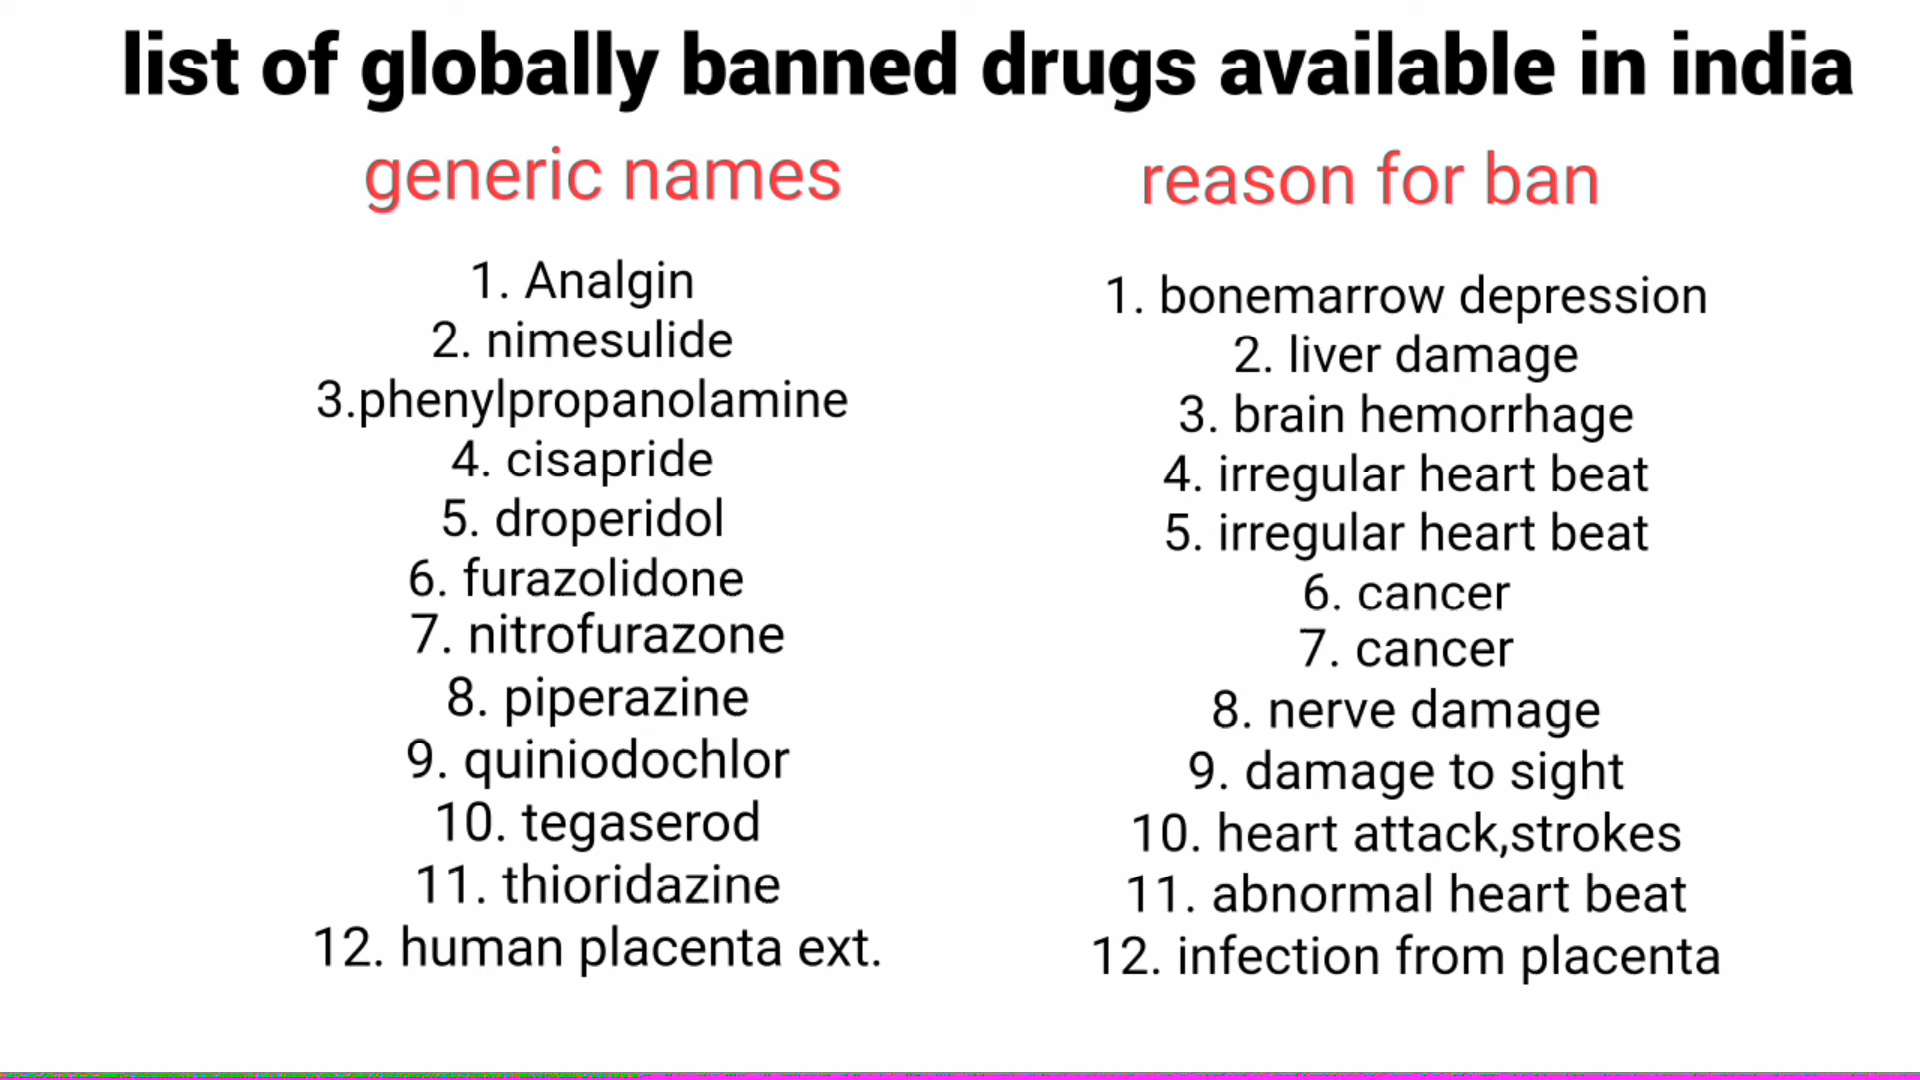 list of globally banned drugs available in india
generic names
1. Analgin
2. nimesulide
3.phenylpropanolamine
4. cisapride
5. droperidol
6. furazolidone
7. nitrofurazone
8. piperazine
9. quiniodochlor
10. tegaserod
11. thioridazine
12. human placenta ext.
reason for ban
1. bonemarrow depression
2. liver damage
3. brain hemorrhage
4. irregular heart beat
5. irregular heart beat
6. cancer
7. cancer
8. nerve damage
9. damage to sight
10. heart attack,strokes
11. abnormal heart beat
12. infection from placenta